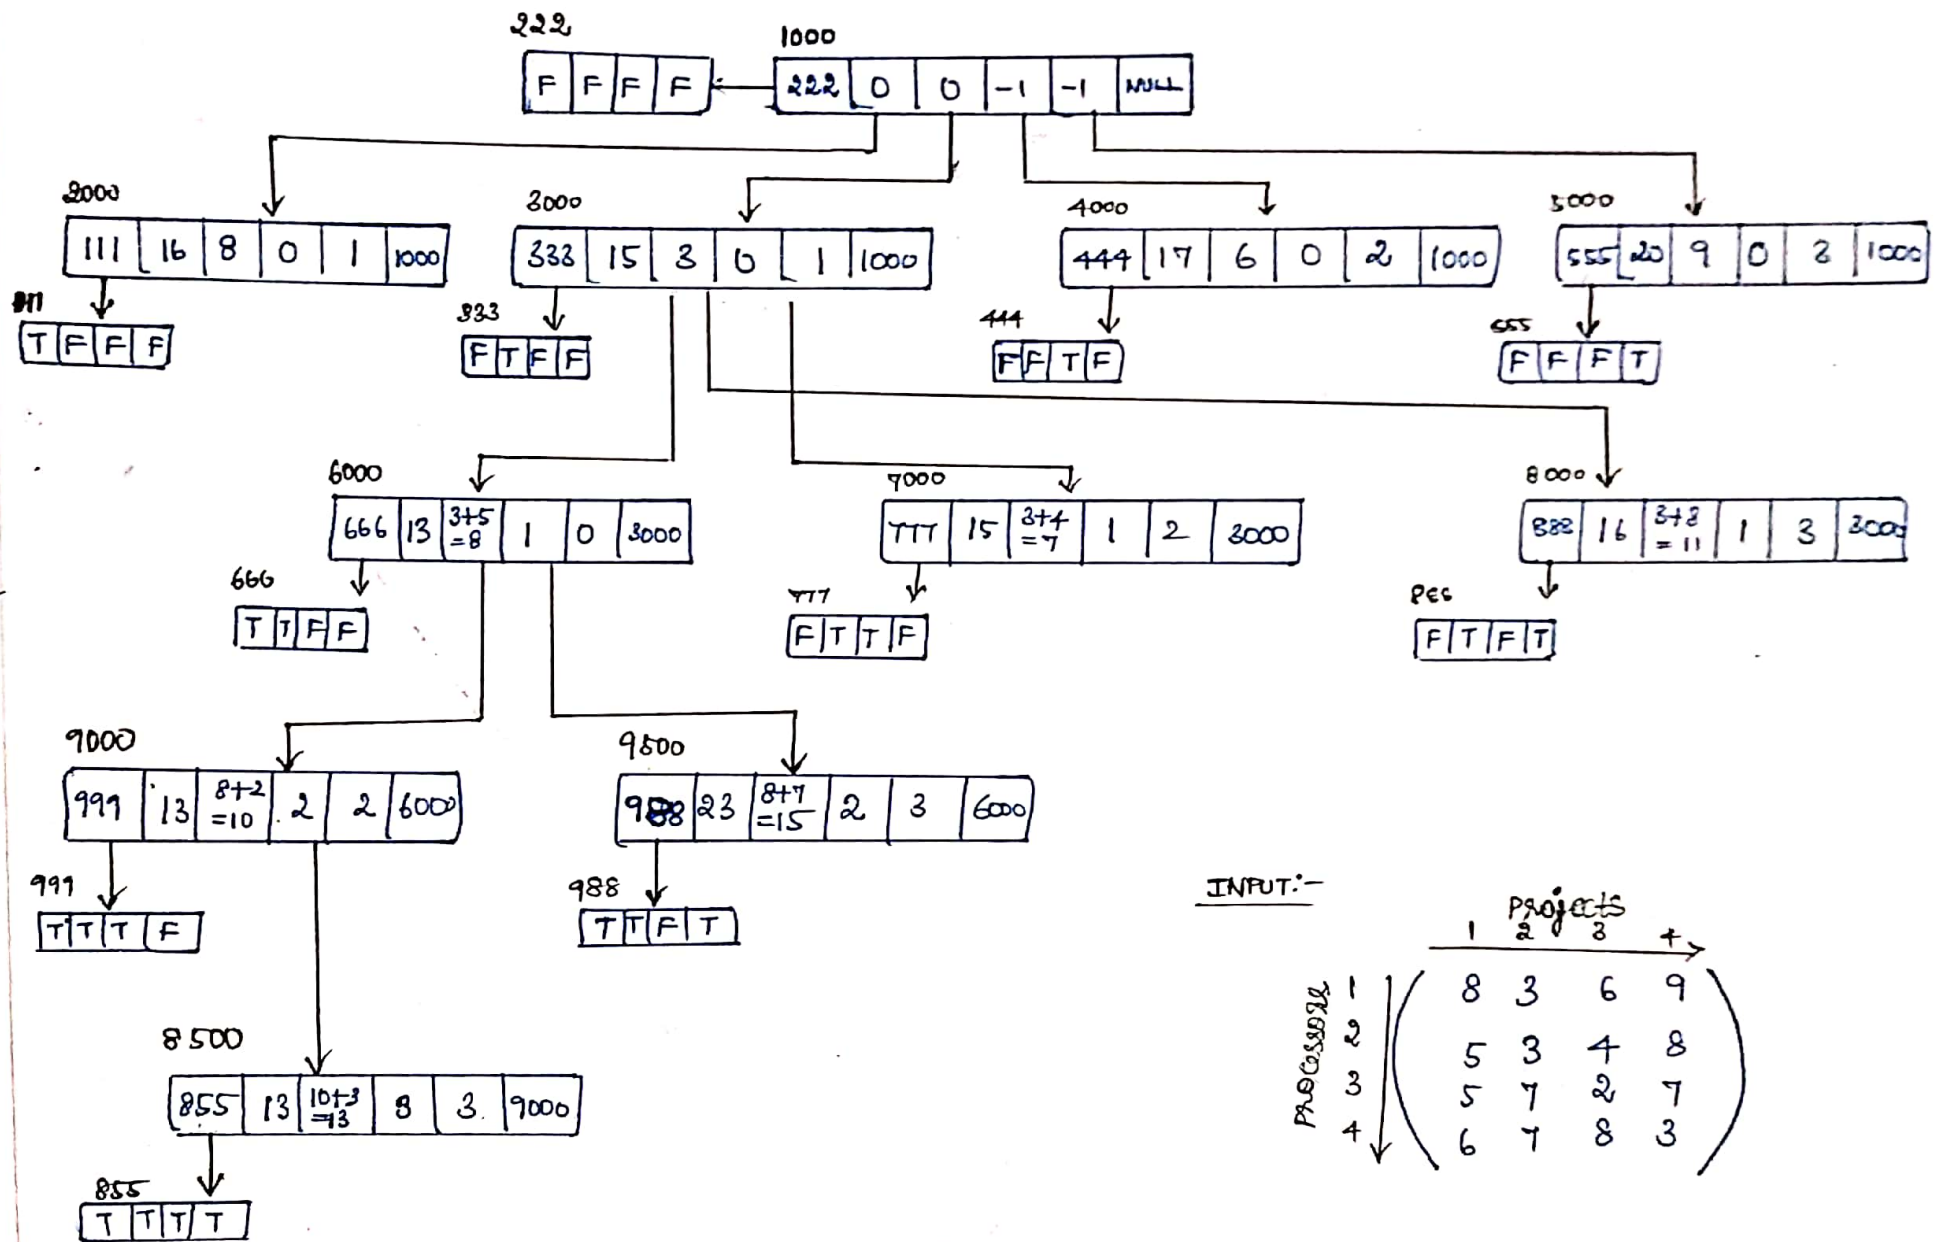 222
1000
F F F F
222 0 0 -1 -1 NULL
2000
3000
4000
5000
111 16 8 0 1 1000
333 15 3 0 1 1000
444 17 6 0 2 1000
555 20 9 0 3 1000
333
444
555
T F F F
F T F F
F F T F
F F F T
6000
7000
8000
666 13 3+5 =8 1 0 3000
777 15 3+4 =7 1 2 3000
16 3+8 = 11 1 3 3000
666
777
T T F F
F T T F
F T F T
9000
9500
999 13 8+2 =10 2 2 6000
988 23 8+7 =15 2 3 6000
999
988
T T T F
T T F T
INPUT:-
Projects
1 2 3 4
Processors
1 8 3 6 9
2 5 3 4 8
3 5 7 2 7
4 6 7 8 3
8500
855 13 10+3 =13 3 3 9000
855
T T T T